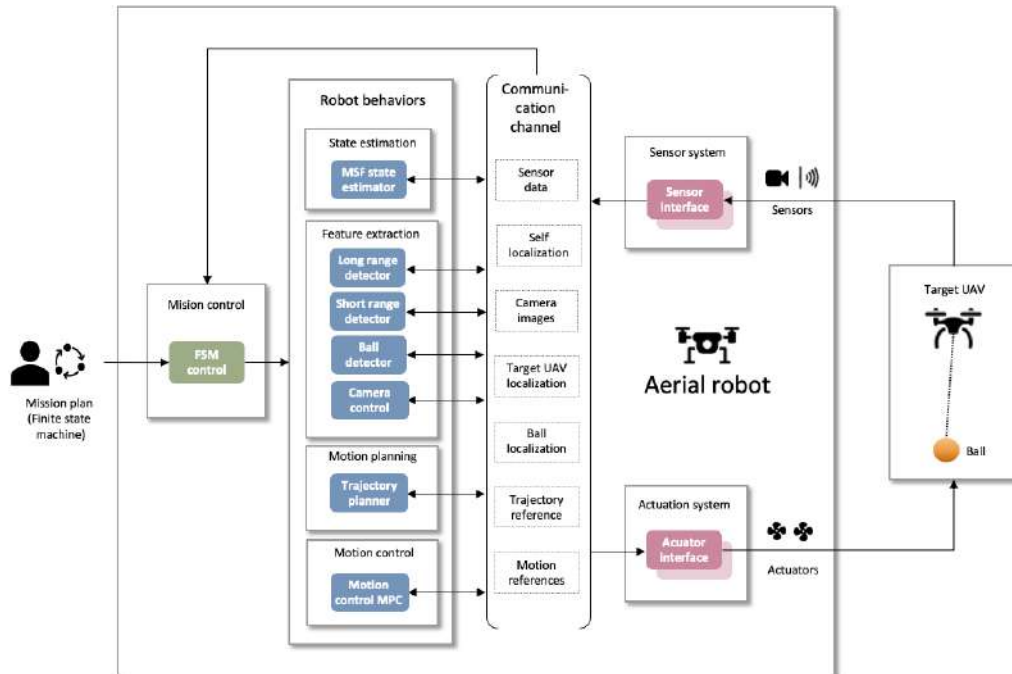 Robot behaviors
Communi-
cation
channel
State estimation
MSF state
estimator
Feature extraction
Long range
detector
Short range
detector
Ball
detector
Camera
control
Motion planning
Trajectory
planner
Motion control
Motion
control MPC
Sensor
data
Self
localization
Camera
images
Target UAV
localization
Ball
localization
Trajectory
reference
Motion
references
Mision control
FSM
control
Mission plan
(Finite state
machine)
Sensor system
Sensor
interface
Sensors
Aerial robot
Actuation system
Acuator
interface
Actuators
Target UAV
Ball